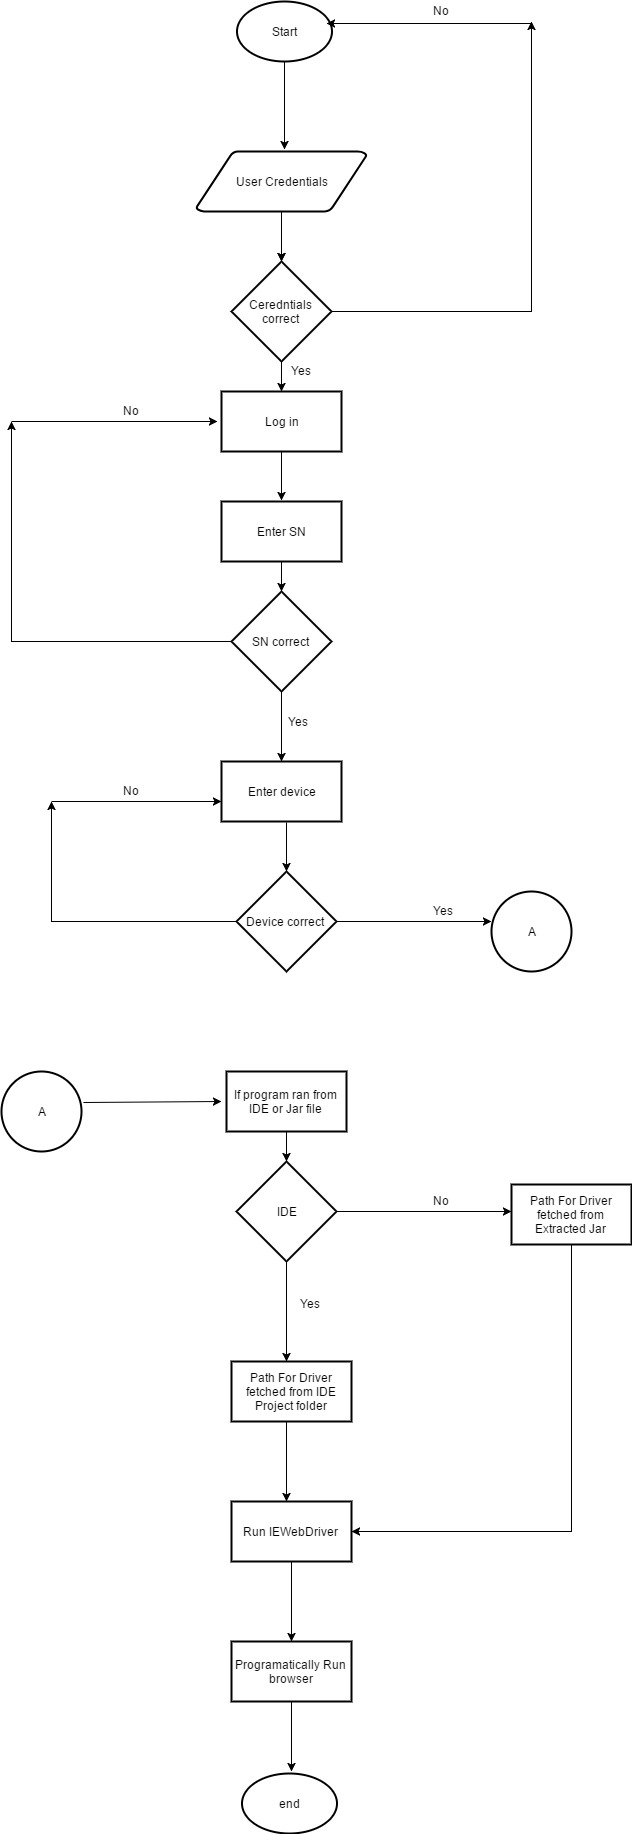 No
Start
User Credentials
Ceredntials
correct
Yes
No
Log in
Enter SN
SN correct
Yes
No
Enter device
Device correct
Yes
A
A
If program ran from
IDE or Jar file
IDE
No
Path For Driver
fetched from
Extracted Jar
Yes
Path For Driver
fetched from IDE
Project folder
Run IEWebDriver
Programatically Run
browser
end